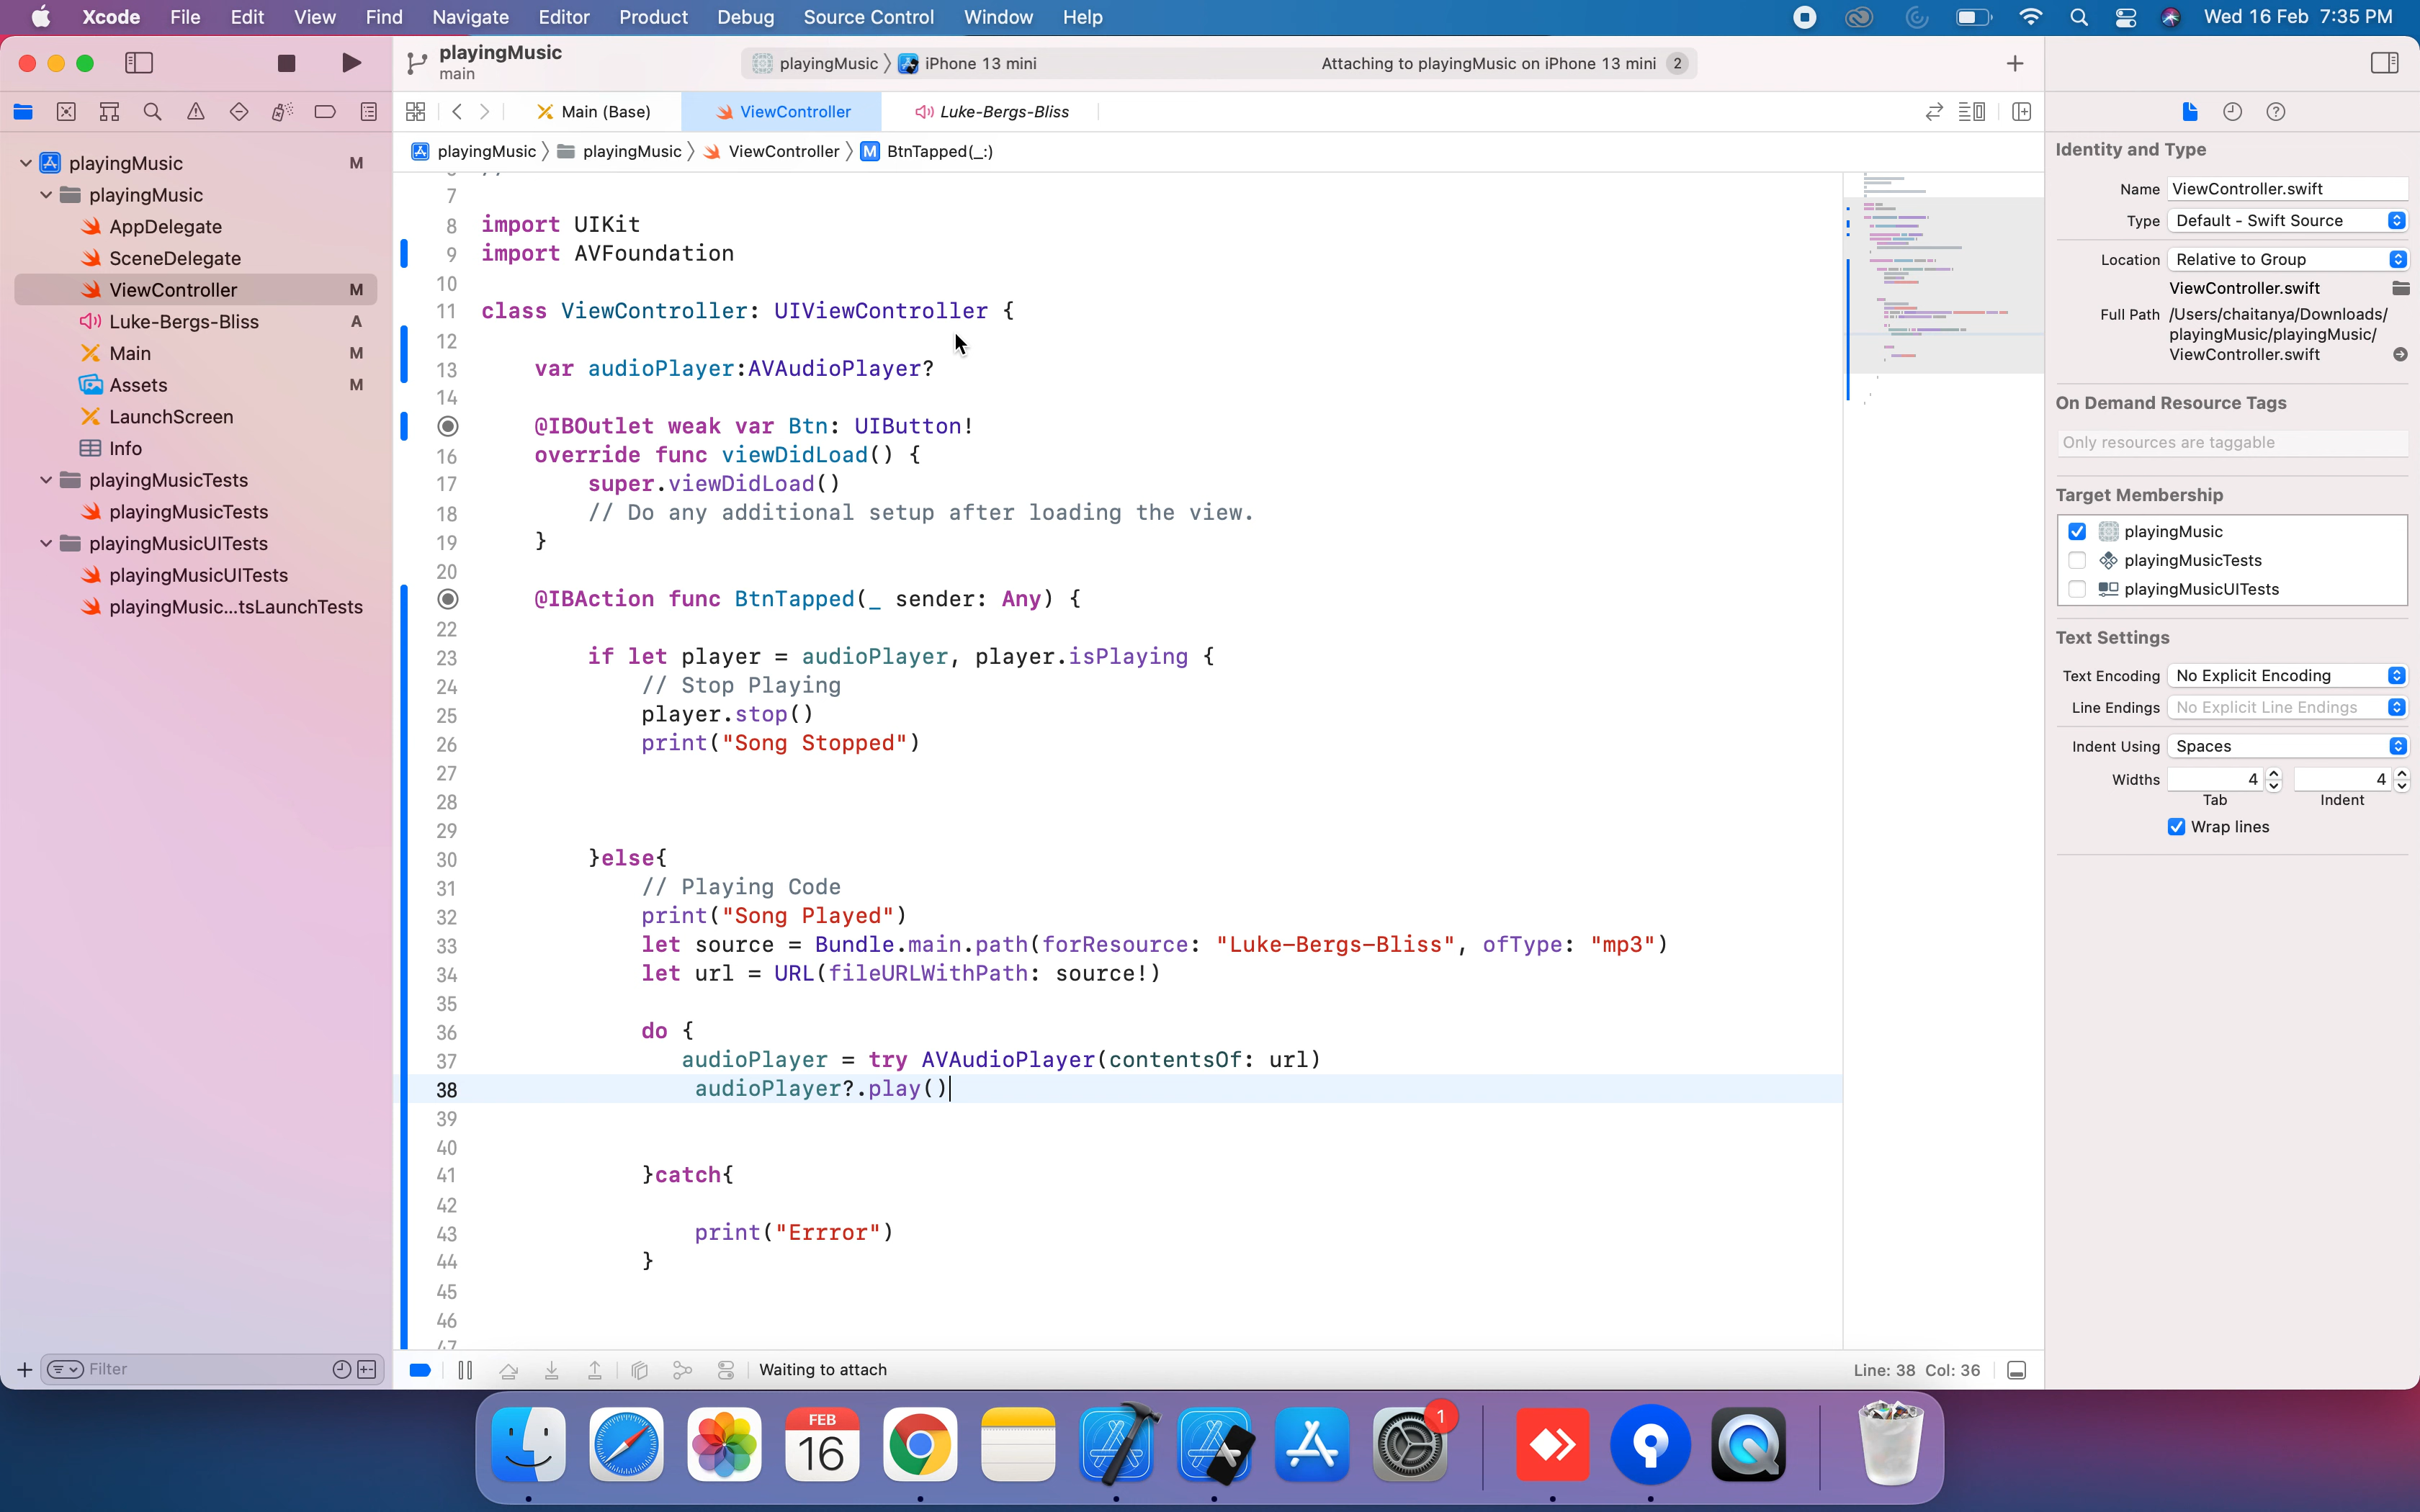 Xcode File Edit View Find Navigate Editor Product Debug Source Control Window Help Wed 16 Feb 7:35 PM
playingMusic
main
playingMusic iPhone 13 mini Attaching to playingMusic on iPhone 13 mini 2
Main (Base) ViewController Luke-Bergs-Bliss
playingMusic playingMusic ViewController M BtnTapped(_:)
playingMusic M
playingMusic
AppDelegate
SceneDelegate
ViewController M
Luke-Bergs-Bliss A
Main M
Assets M
LaunchScreen
Info
playingMusicTests
playingMusicTests
playingMusicUITests
playingMusicUITests
playingMusic...tsLaunchTests
Filter
7
8 import UIKit
9 import AVFoundation
10
11 class ViewController: UIViewController {
12
13 var audioPlayer:AVAudioPlayer?
14
@IBOutlet weak var Btn: UIButton!
16 override func viewDidLoad() {
17 super.viewDidLoad()
18 // Do any additional setup after loading the view.
19 }
20
@IBAction func BtnTapped(_ sender: Any) {
22
23 if let player = audioPlayer, player.isPlaying {
24 // Stop Playing
25 player.stop()
26 print("Song Stopped")
27
28
29
30 }else{
31 // Playing Code
32 print("Song Played")
33 let source = Bundle.main.path(forResource: "Luke-Bergs-Bliss", ofType: "mp3")
34 let url = URL(fileURLWithPath: source!)
35
36 do {
37 audioPlayer = try AVAudioPlayer(contentsOf: url)
38 audioPlayer?.play()
39
40
41 }catch{
42
43 print("Errror")
44 }
45
46
47
Waiting to attach Line: 38 Col: 36
Identity and Type
Name ViewController.swift
Type Default - Swift Source
Location Relative to Group
ViewController.swift
Full Path /Users/chaitanya/Downloads/
playingMusic/playingMusic/
ViewController.swift
On Demand Resource Tags
Only resources are taggable
Target Membership
playingMusic
playingMusicTests
playingMusicUITests
Text Settings
Text Encoding No Explicit Encoding
Line Endings No Explicit Line Endings
Indent Using Spaces
Widths 4 4
Tab Indent
Wrap lines
FEB
16
1